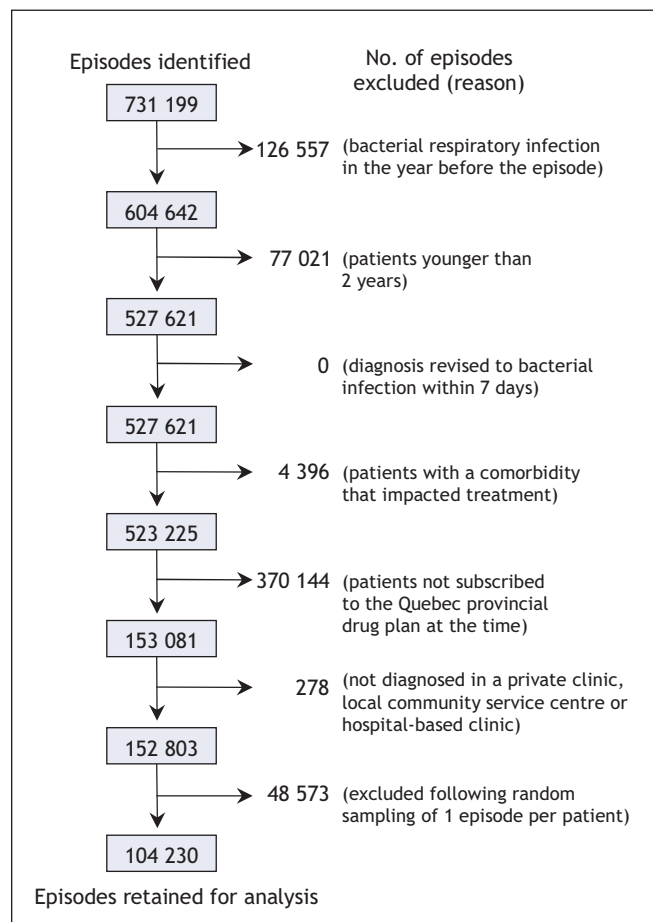 Episodes identified
No. of episodes
excluded (reason)
731 199
126 557 (bacterial respiratory infection
in the year before the episode)
604 642
77 021 (patients younger than
2 years)
527 621
0 (diagnosis revised to bacterial
infection within 7 days)
527 621
4 396 (patients with a comorbidity
that impacted treatment)
523 225
370 144 (patients not subscribed
to the Quebec provincial
drug plan at the time)
153 081
278 (not diagnosed in a private clinic,
local community service centre or
hospital-based clinic)
152 803
48 573 (excluded following random
sampling of 1 episode per patient)
104 230
Episodes retained for analysis